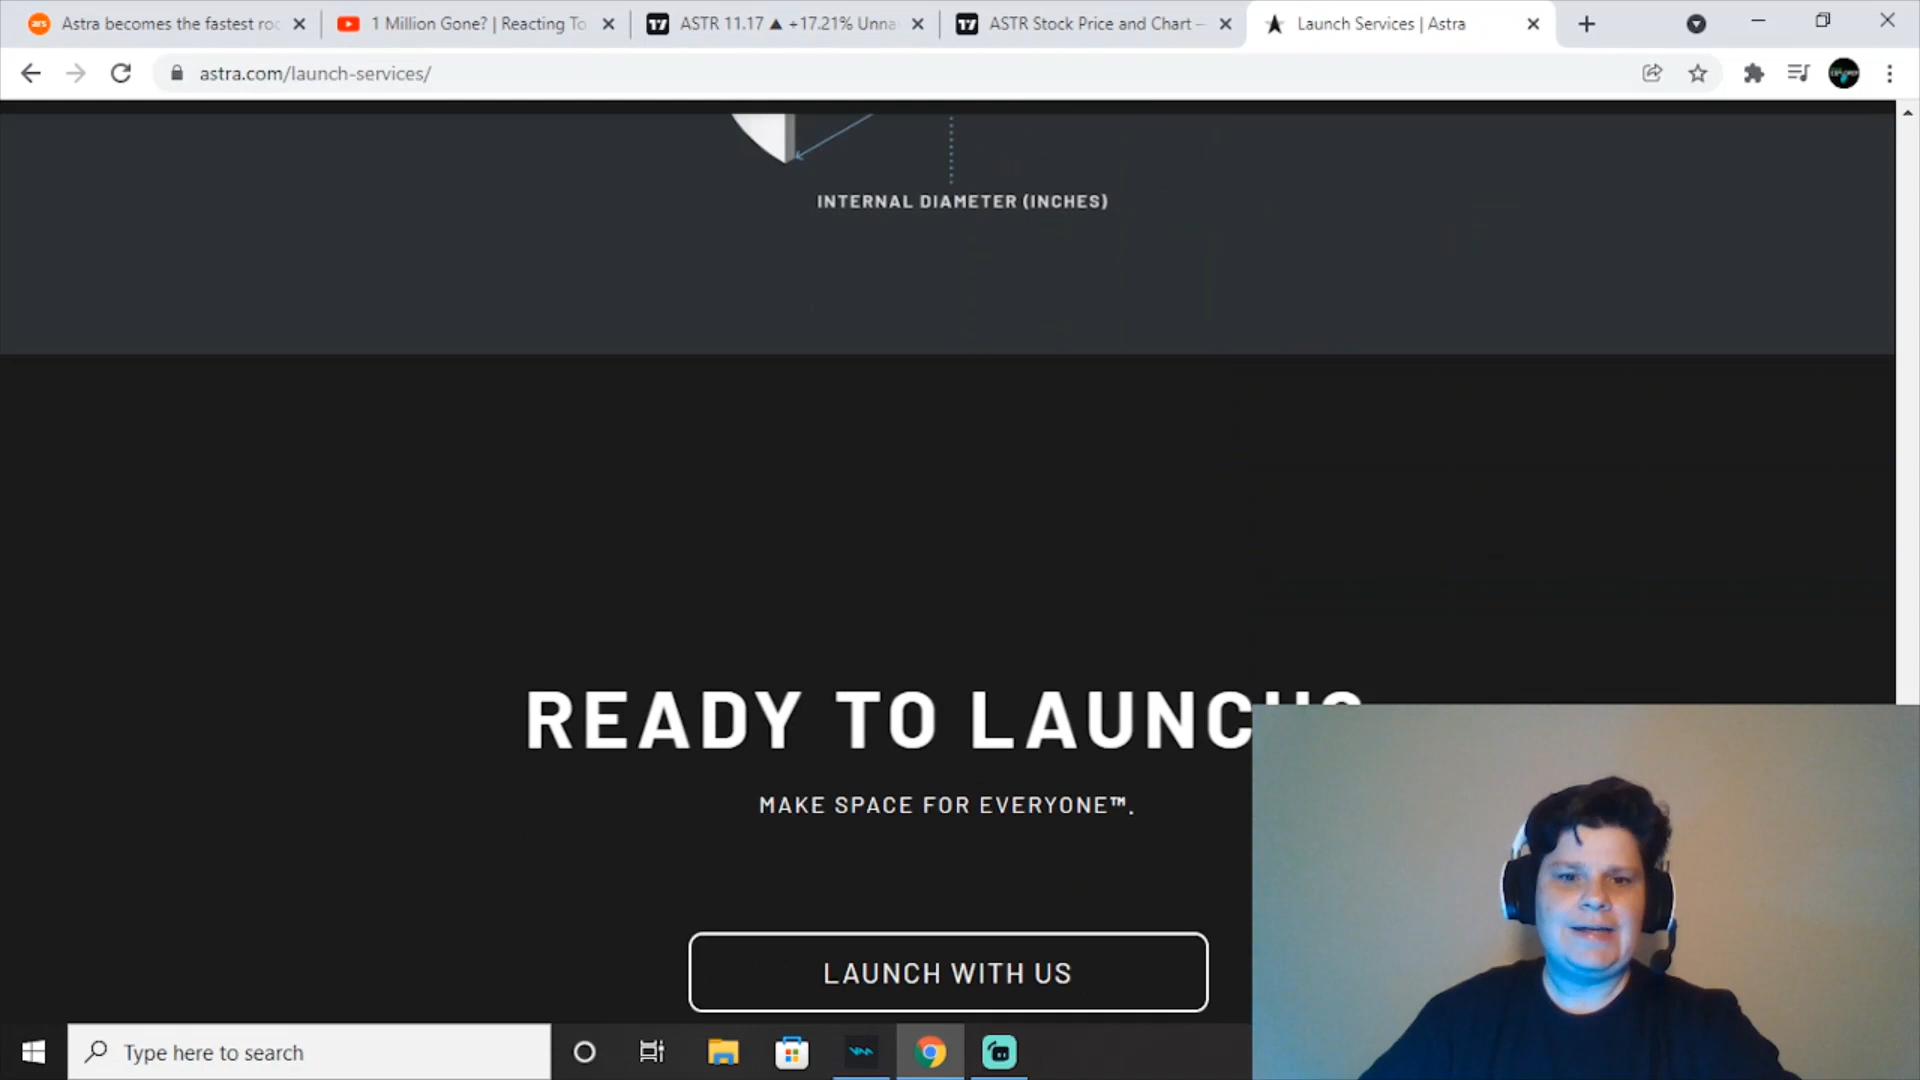 Astra becomes the fastest ro
1 Million Gone? | Reacting To
ASTR 11.17 ▲ +17.21% Unna
ASTR Stock Price and Chart —
Launch Services | Astra
astra.com/launch-services/
INTERNAL DIAMETER (INCHES)
READY TO LAUNCH?
MAKE SPACE FOR EVERYONE™.
LAUNCH WITH US
Type here to search